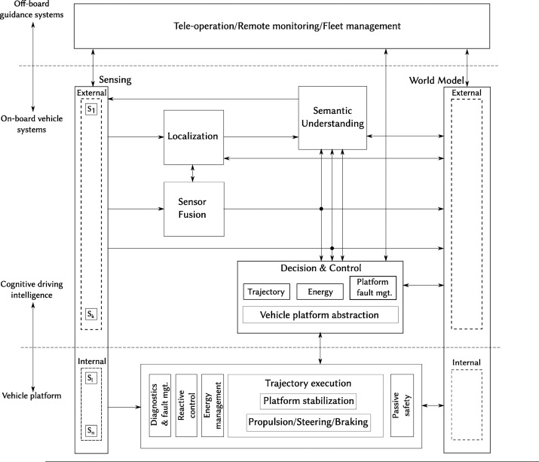 Off-board
guidance systems
Tele-operation/Remote monitoring/Fleet management
Sensing
World Model
External
External
S1
On-board vehicle
systems
Semantic
Understanding
Localization
Sensor
Fusion
Decision & Control
Trajectory
Energy
Platform
fault mgt.
Vehicle platform abstraction
Cognitive driving
intelligence
Sk
Internal
Internal
Vehicle platform
Sn
Diagnostics
& fault mgt.
Reactive
control
Energy
management
Trajectory execution
Platform stabilization
Propulsion/Steering/Braking
Passive
safety